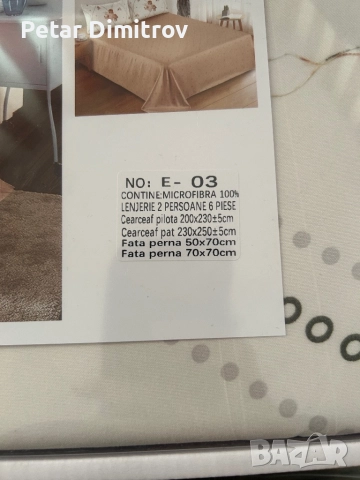 Petar Dimitrov
NO: E- 03
CONTINE:MICROFIBRA 100%
LENJERIE 2 PERSOANE 6 PIESE
Cearceaf pilota 200x230±5cm
Cearceaf pat 230x250±5cm
Fata perna 50x70cm
Fata perna 70x70cm
BAZAR